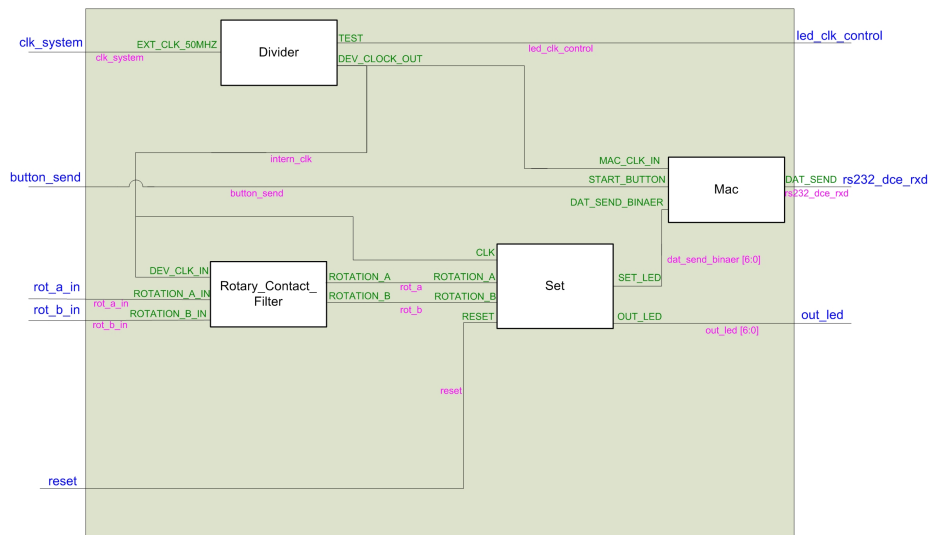 clk_system
EXT_CLK_50MHZ
clk_system
Divider
TEST
led_clk_control
led_clk_control
DEV_CLOCK_OUT
intern_clk
button_send
button_send
MAC_CLK_IN
START_BUTTON
DAT_SEND_BINAER
Mac
DAT_SEND
rs232_dce_rxd
rs232_dce_rxd
dat_send_binaer [6:0]
CLK
DEV_CLK_IN
rot_a_in
rot_a_in
ROTATION_A_IN
rot_b_in
rot_b_in
ROTATION_B_IN
Rotary_Contact_
Filter
ROTATION_A
rot_a
ROTATION_A
ROTATION_B
rot_b
ROTATION_B
RESET
Set
SET_LED
OUT_LED
out_led [6:0]
out_led
reset
reset